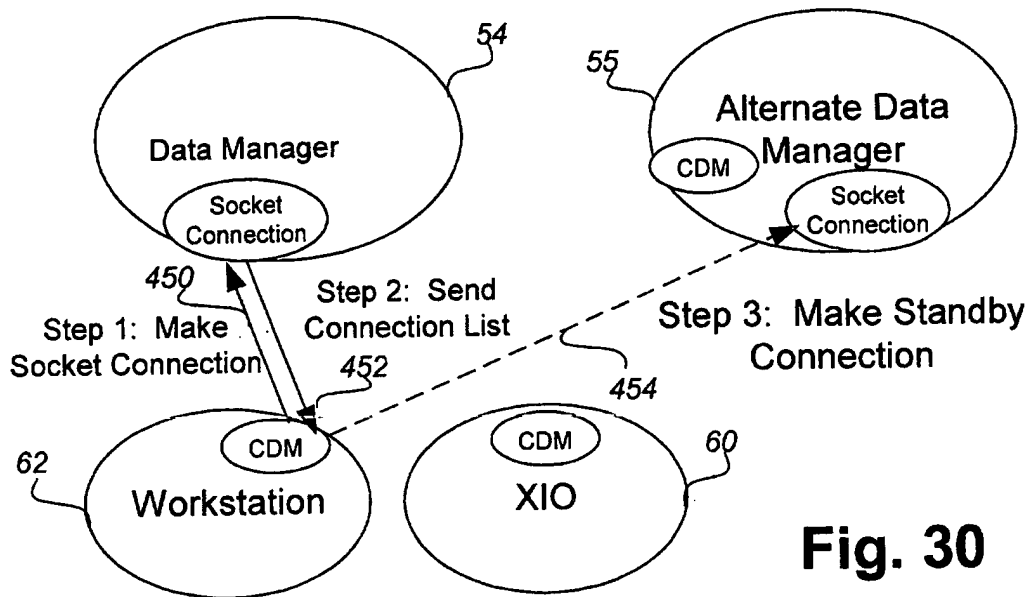 54
55
Data Manager
Socket
Connection
Alternate Data
Manager
CDM
Socket
Connection
450
Step 1: Make
Socket Connection
Step 2: Send
Connection List
452
Step 3: Make Standby
Connection
454
62
CDM
Workstation
CDM
XIO
60
Fig. 30